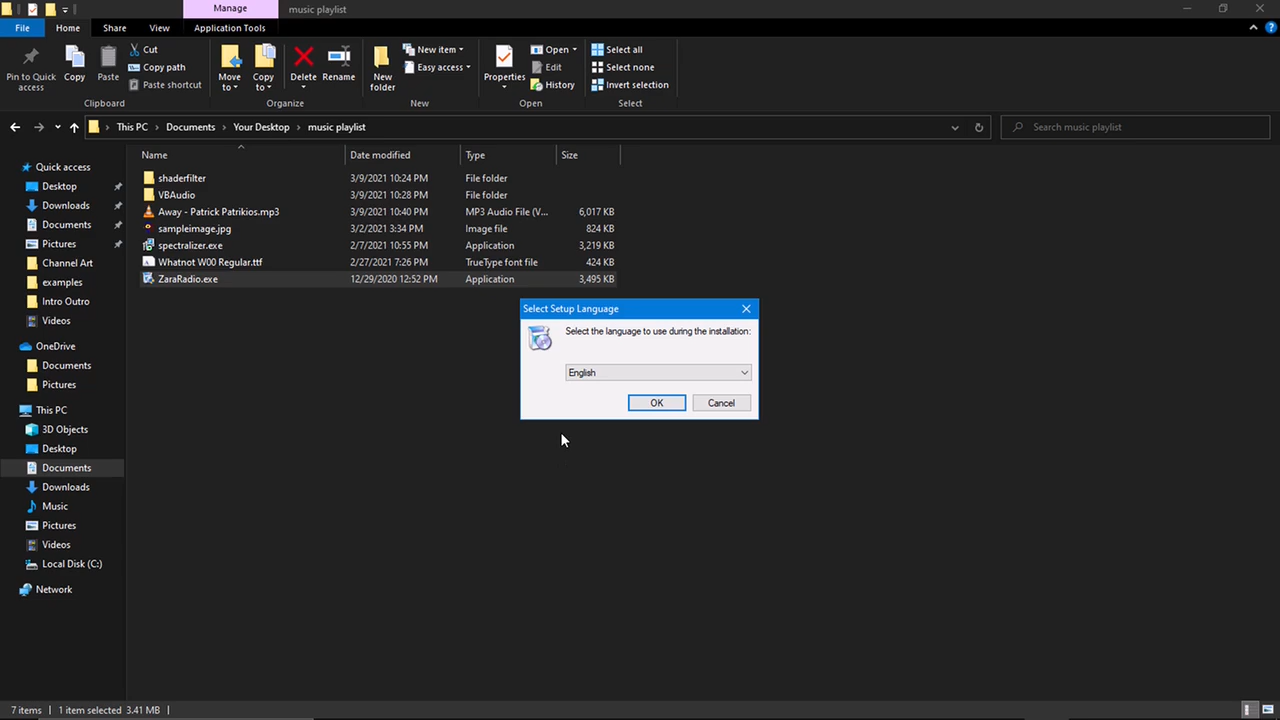 Manage music playlist
File Home Share View Application Tools
Pin to Quick access
Copy
Paste
Cut
Copy path
Paste shortcut
Clipboard
Move to
Copy to
Delete
Rename
Organize
New folder
New item
Easy access
New
Properties
Open
Edit
History
Open
Select all
Select none
Invert selection
Select
This PC Documents Your Desktop music playlist
Search music playlist
Name Date modified Type Size
shaderfilter 3/9/2021 10:24 PM File folder
VBAudio 3/9/2021 10:28 PM File folder
Away - Patrick Patrikios.mp3 3/9/2021 10:40 PM MP3 Audio File (V... 6,017 KB
sampleimage.jpg 3/2/2021 3:34 PM Image file 824 KB
spectralizer.exe 2/7/2021 10:55 PM Application 3,219 KB
Whatnot W00 Regular.ttf 2/27/2021 7:26 PM TrueType font file 424 KB
ZaraRadio.exe 12/29/2020 12:52 PM Application 3,495 KB
Quick access
Desktop
Downloads
Documents
Pictures
Channel Art
examples
Intro Outro
Videos
OneDrive
Documents
Pictures
This PC
3D Objects
Desktop
Documents
Downloads
Music
Pictures
Videos
Local Disk (C:)
Network
Select Setup Language
Select the language to use during the installation:
English
OK Cancel
7 items 1 item selected 3.41 MB